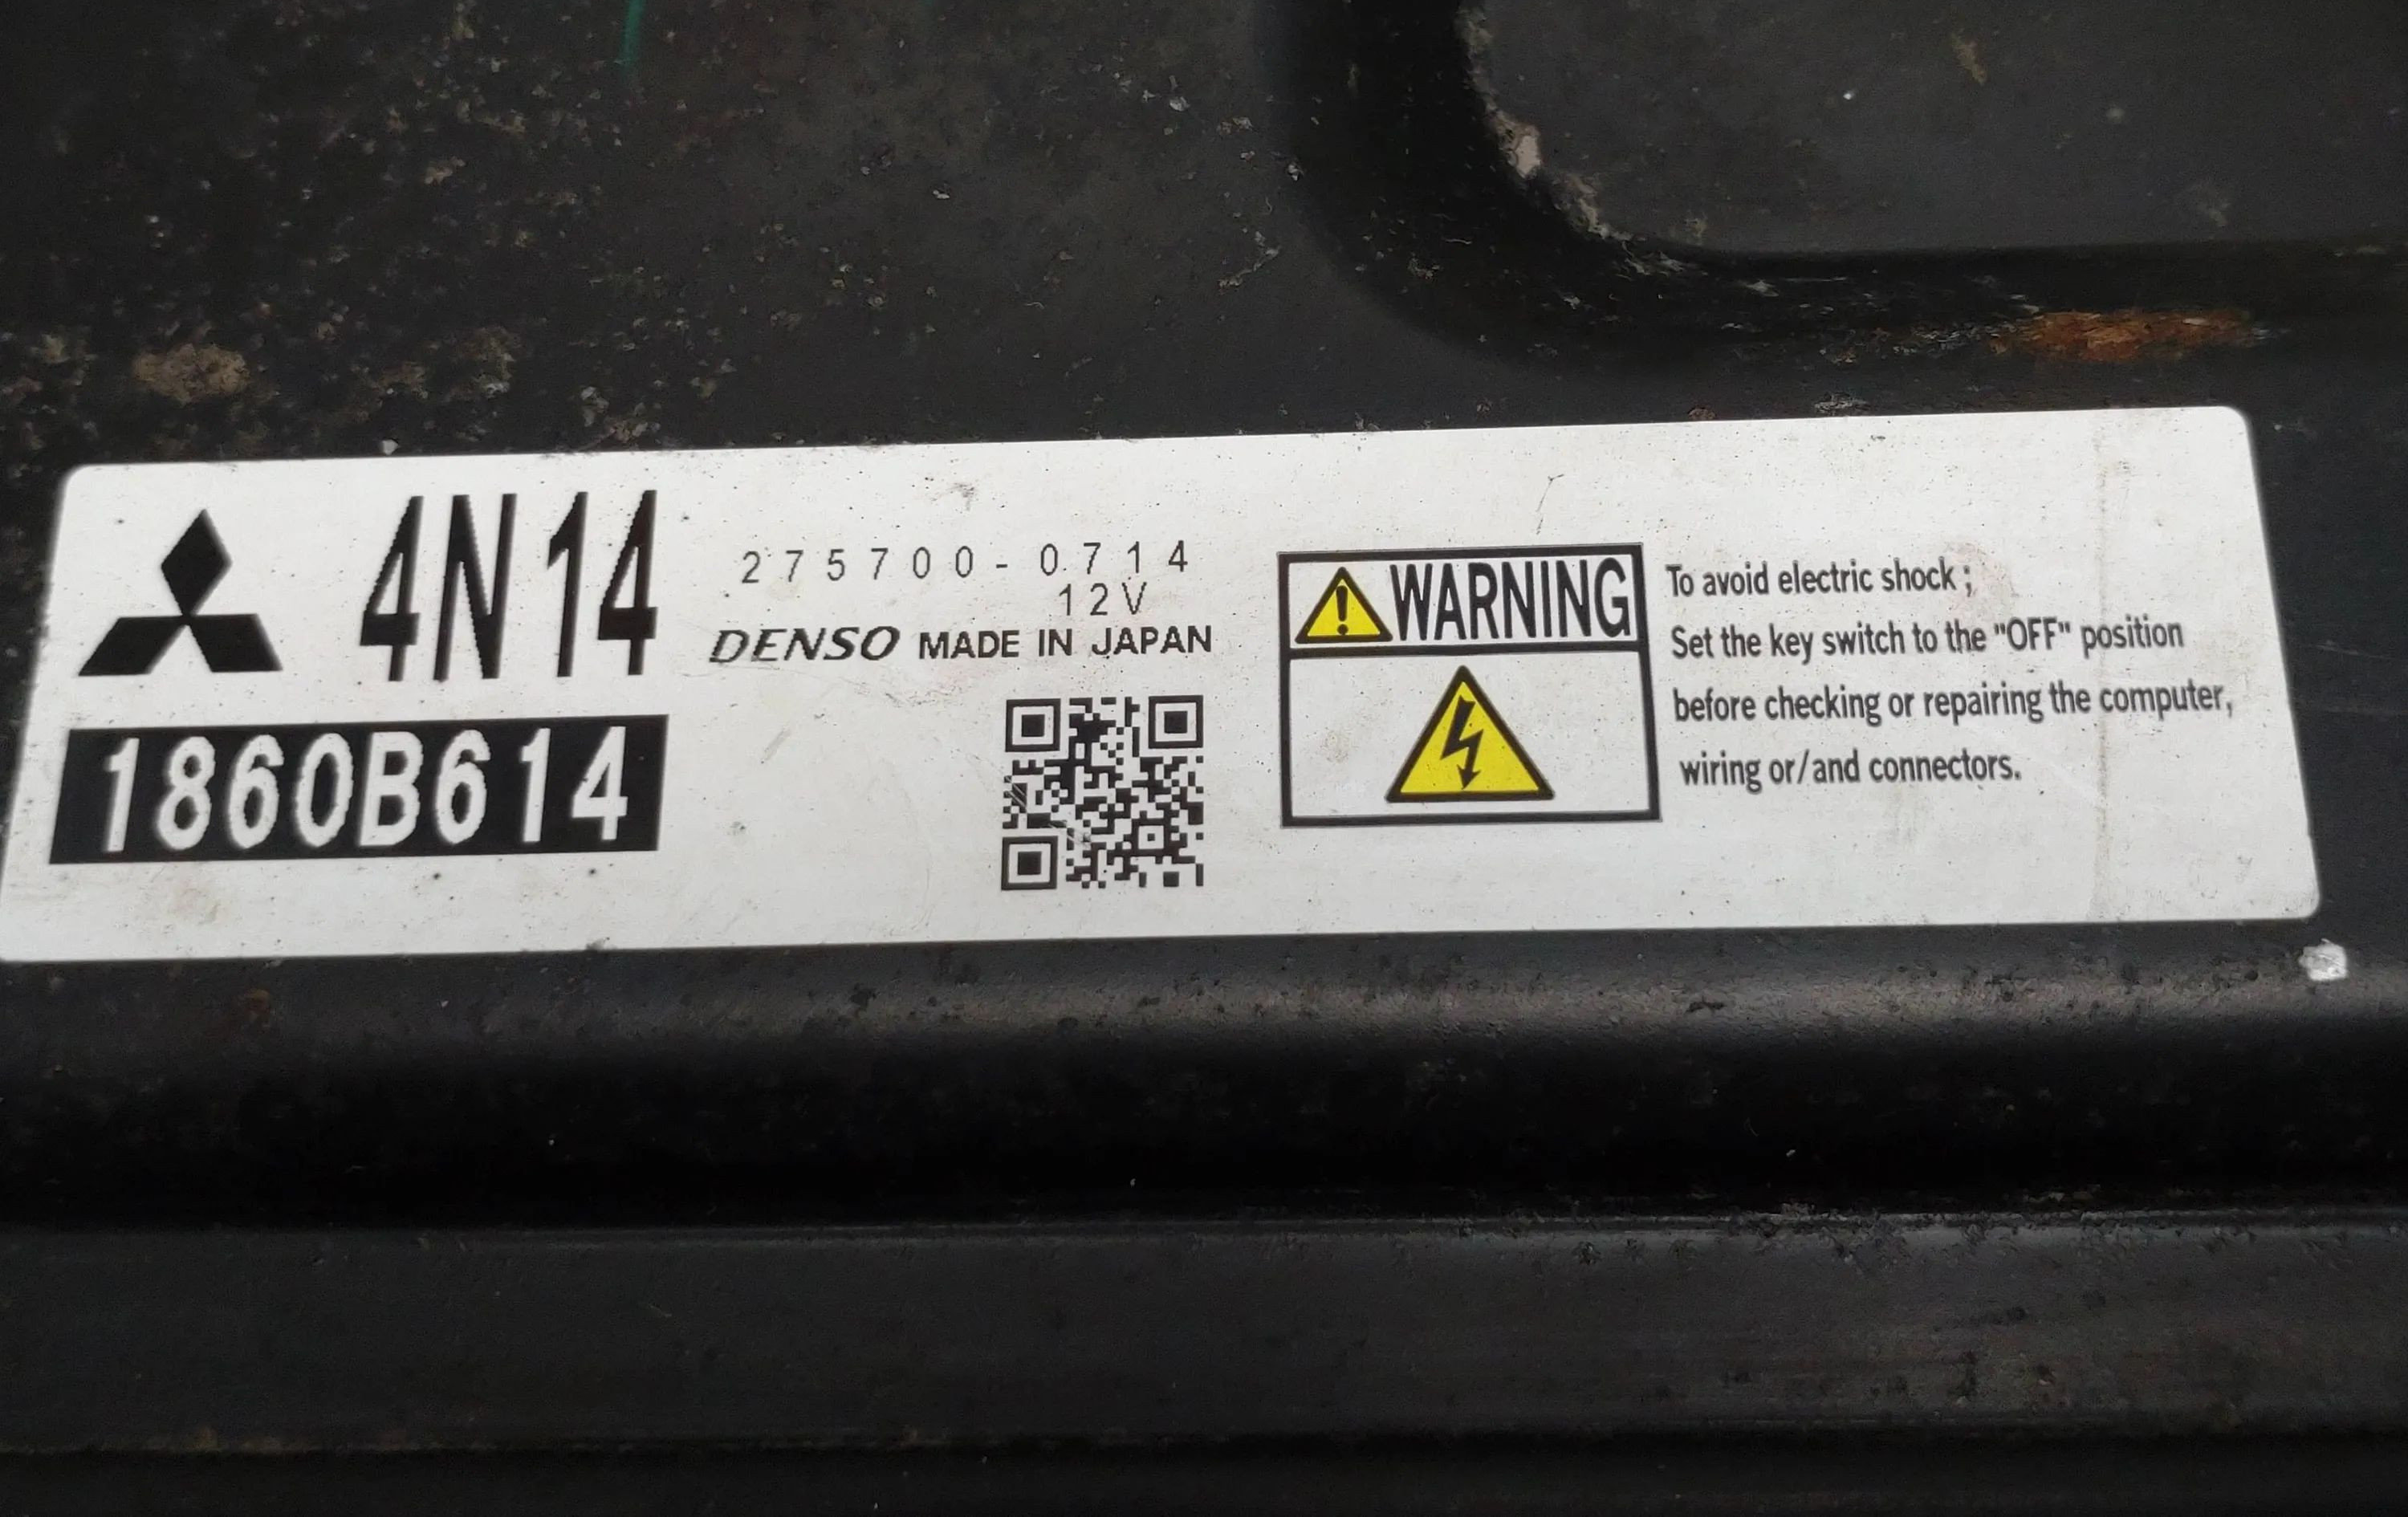 4N14
1860B614
275700-0714
12V
DENSO MADE IN JAPAN
WARNING
To avoid electric shock ;
Set the key switch to the "OFF" position
before checking or repairing the computer,
wiring or/and connectors.